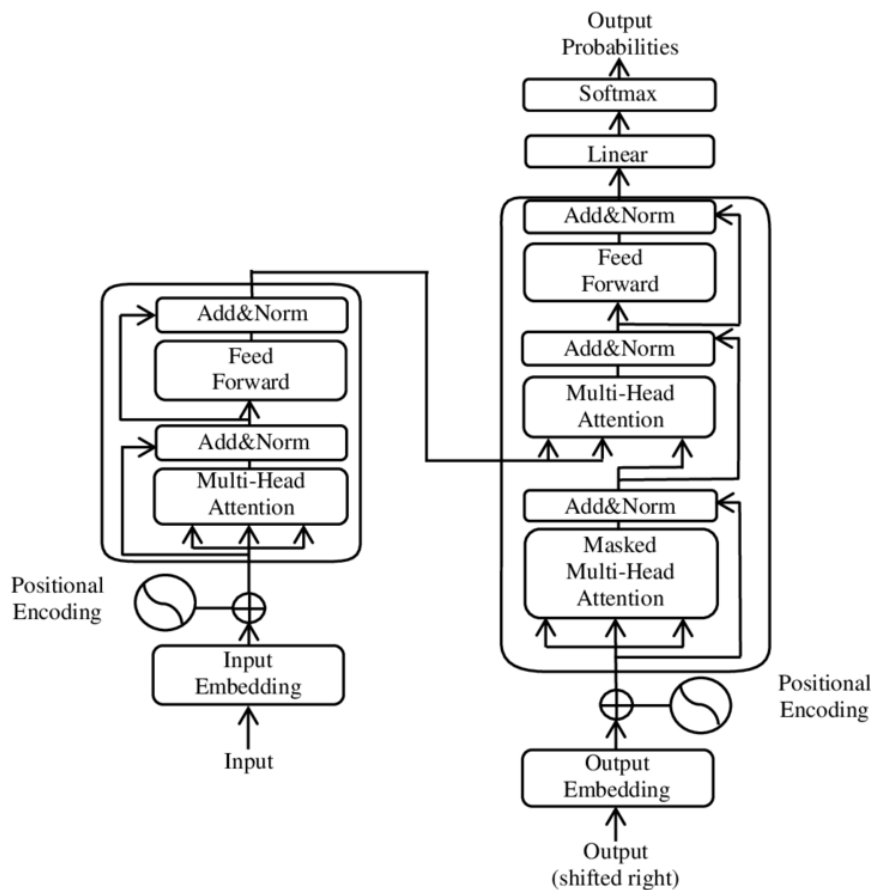 Output
Probabilities
Softmax
Linear
Add&Norm
Feed
Forward
Add&Norm
Multi-Head
Attention
Add&Norm
Masked
Multi-Head
Attention
Positional
Encoding
Output
Embedding
Output
(shifted right)
Add&Norm
Feed
Forward
Add&Norm
Multi-Head
Attention
Positional
Encoding
Input
Embedding
Input